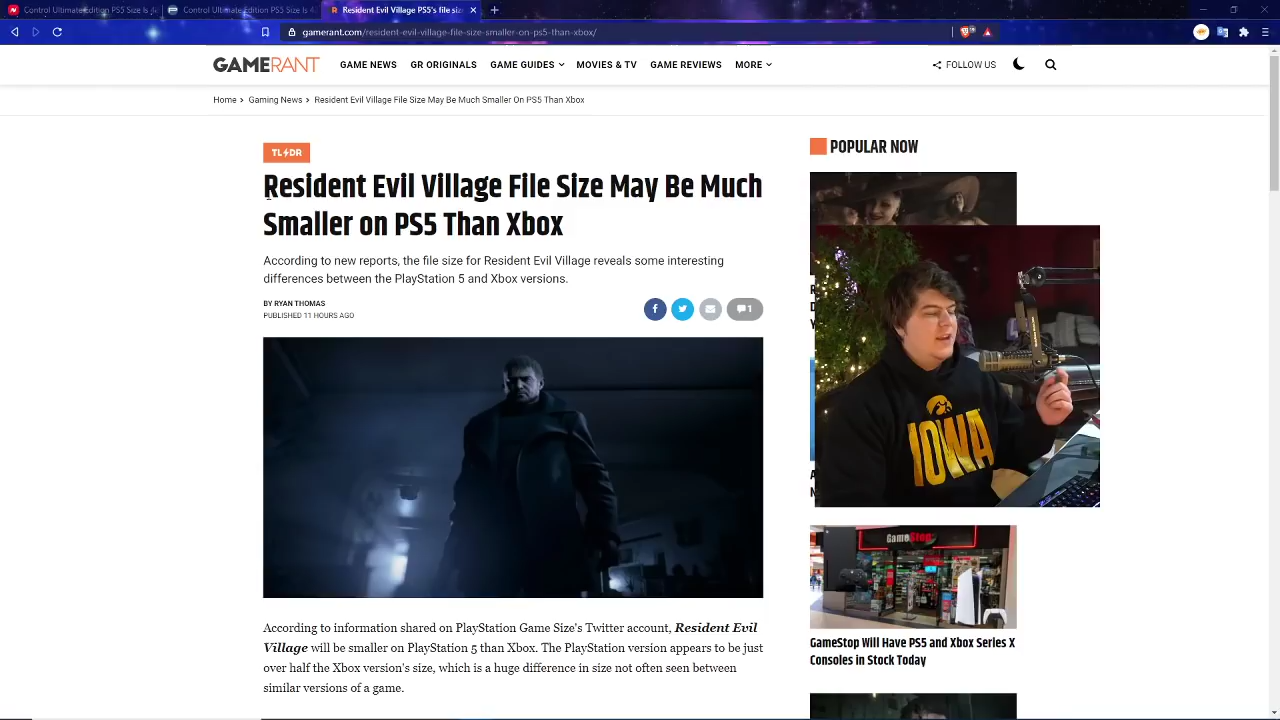 Control Ultimate Edition PS5 Size Is
Control Ultimate Edition PS5 Size Is 4
Resident Evil Village PS5's file siz
gamerant.com/resident-evil-village-file-size-smaller-on-ps5-than-xbox/
GAMERANT
GAME NEWS
GR ORIGINALS
GAME GUIDES
MOVIES & TV
GAME REVIEWS
MORE
FOLLOW US
Home > Gaming News > Resident Evil Village File Size May Be Much Smaller On PS5 Than Xbox
TL DR
Resident Evil Village File Size May Be Much
Smaller on PS5 Than Xbox
According to new reports, the file size for Resident Evil Village reveals some interesting
differences between the PlayStation 5 and Xbox versions.
BY RYAN THOMAS
PUBLISHED 11 HOURS AGO
1
According to information shared on PlayStation Game Size's Twitter account, Resident Evil
Village will be smaller on PlayStation 5 than Xbox. The PlayStation version appears to be just
over half the Xbox version's size, which is a huge difference in size not often seen between
similar versions of a game.
POPULAR NOW
IOWA
GameStop
GameStop Will Have PS5 and Xbox Series X
Consoles in Stock Today